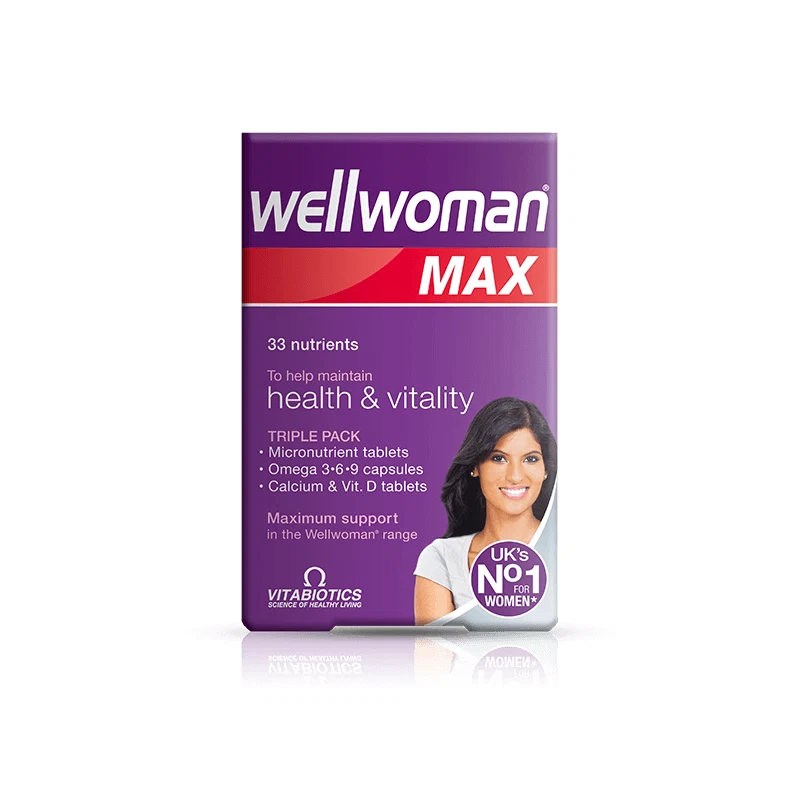 wellwoman®
MAX
33 nutrients
To help maintain
health & vitality
TRIPLE PACK
• Micronutrient tablets
• Omega 3•6•9 capsules
• Calcium & Vit. D tablets
Maximum support
in the Wellwoman® range
VITABIOTICS
SCIENCE OF HEALTHY LIVING
UK's
Nº1
FOR
WOMEN*